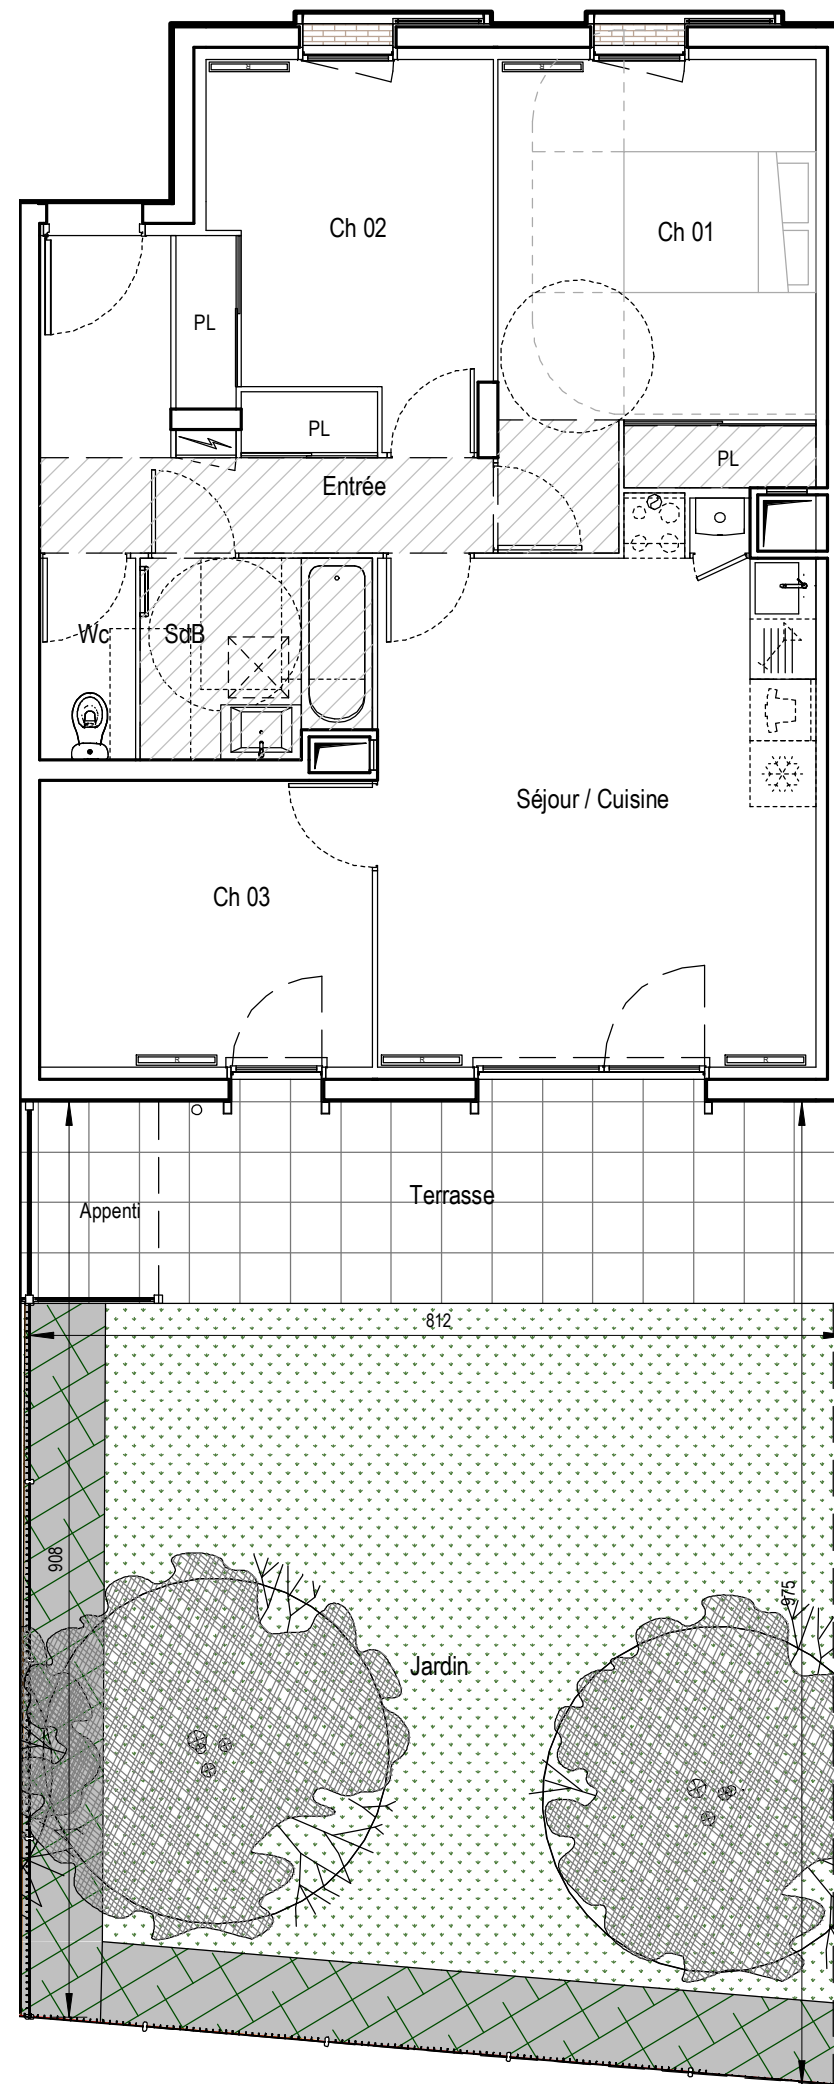 R
R
Ch 02
Ch 01
PL
PL
PL
Entrée
Wc
SdB
Séjour / Cuisine
Ch 03
R
R
R
Terrasse
Appenti
812
908
975
Jardin